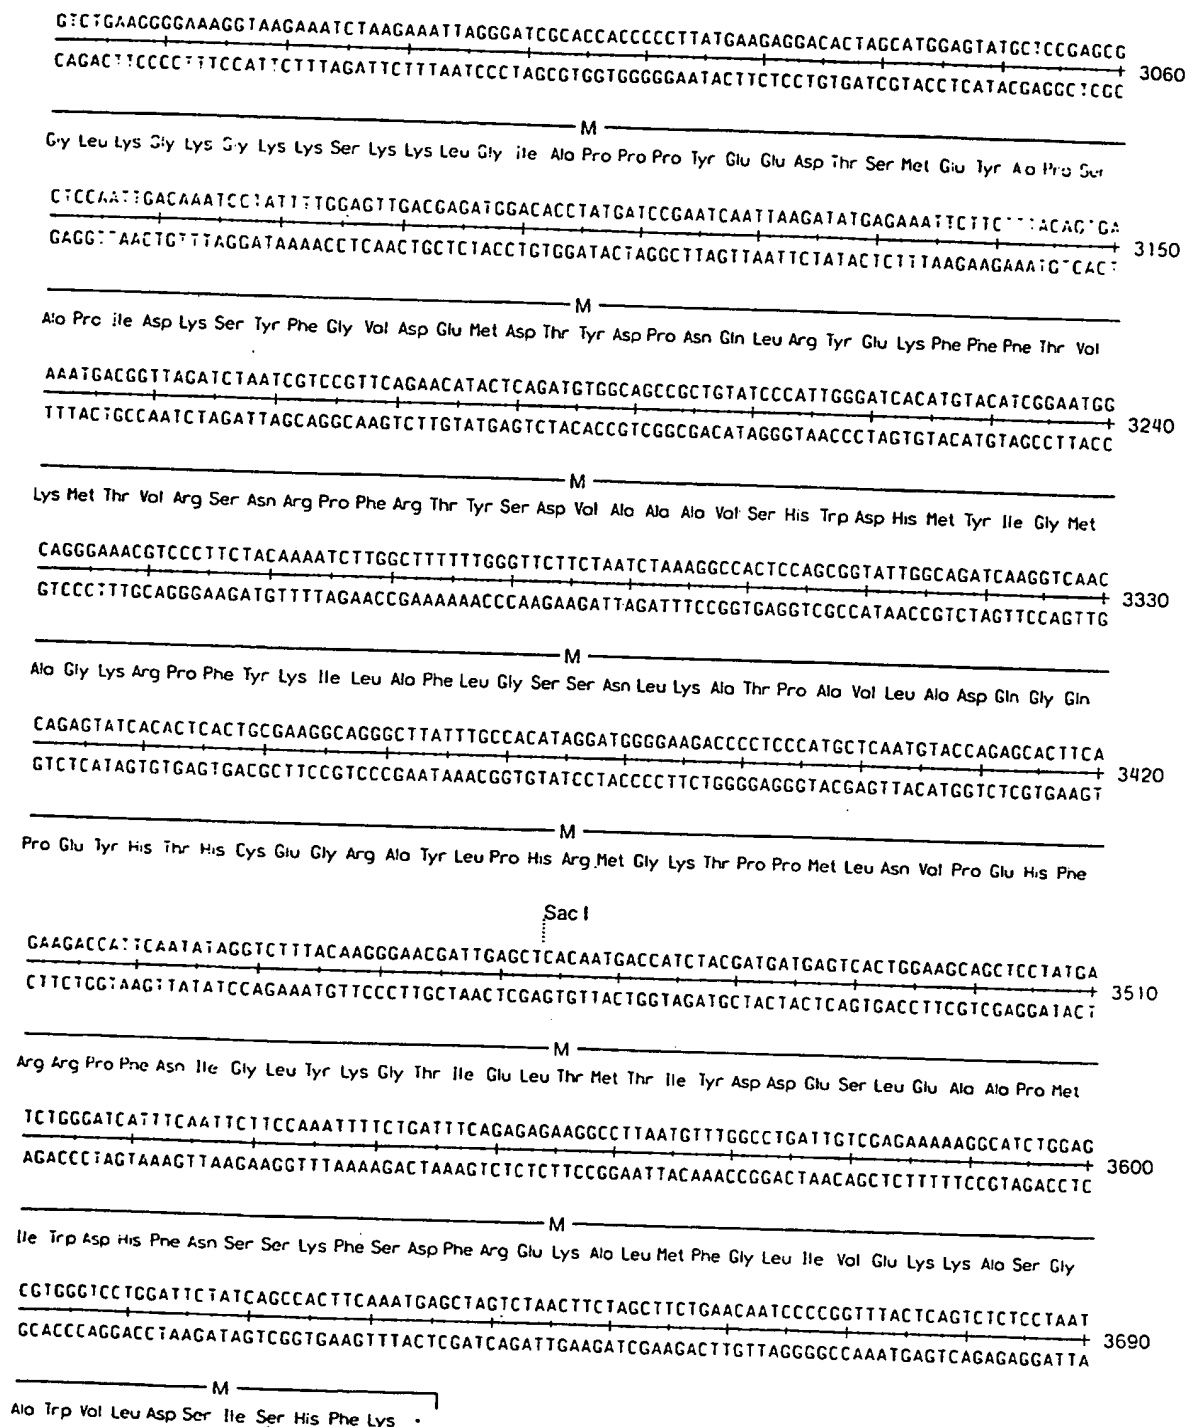 GTCTGAAGGGGAAAGGTAAGAAATCTAAGAAATTAGGGATCGCACCACCCCCTTATGAAGAGGACACTAGCATGGAGTATGCTCCGAGCG
3060
CAGACTTCCCCTTTCCATTCTTTAGATTCTTTAATCCCTAGCGTGGTGGGGGAATACTTCTCCTGTGATCGTACCTCATACGAGGCTCGC
M
Gly Leu Lys Gly Lys Gly Lys Lys Ser Lys Lys Leu Gly Ile Ala Pro Pro Pro Tyr Glu Glu Asp Thr Ser Met Glu Tyr Ala Pro Ser
CTCCAATTGACAAATCCTATTTTGGAGTTGACGAGATGGACACCTATGATCCGAATCAATTAAGATATGAGAAATTCTTCTTTACAGTGA
3150
GAGGTTAACTGTTTAGGATAAAACCTCAACTGCTCTACCTGTGGATACTAGGCTTAGTTAATTCTATACTCTTTAAGAAGAAATGTCACT
M
Ala Pro Ile Asp Lys Ser Tyr Phe Gly Val Asp Glu Met Asp Thr Tyr Asp Pro Asn Gln Leu Arg Tyr Glu Lys Phe Phe Phe Thr Val
AAATGACGGTTAGATCTAATCGTCCGTTCAGAACATACTCAGATGTGGCAGCCGCTGTATCCCATTGGGATCACATGTACATCGGAATGG
3240
TTTACTGCCAATCTAGATTAGCAGGCAAGTCTTGTATGAGTCTACACCGTCGGCGACATAGGGTAACCCTAGTGTACATGTAGCCTTACC
M
Lys Met Thr Val Arg Ser Asn Arg Pro Phe Arg Thr Tyr Ser Asp Val Ala Ala Ala Val Ser His Trp Asp His Met Tyr Ile Gly Met
CAGGGAAACGTCCCTTCTACAAAATCTTGGCTTTTTTGGGTTCTTCTAATCTAAAGGCCACTCCAGCGGTATTGGCAGATCAAGGTCAAC
3330
GTCCCTTTGCAGGGAAGATGTTTTAGAACCGAAAAAACCCAAGAAGATTAGATTTCCGGTGAGGTCGCCATAACCGTCTAGTTCCAGTTG
M
Ala Gly Lys Arg Pro Phe Tyr Lys Ile Leu Ala Phe Leu Gly Ser Ser Asn Leu Lys Ala Thr Pro Ala Val Leu Ala Asp Gln Gly Gln
CAGAGTATCACACTCACTGCGAAGGCAGGGCTTATTTGCCACATAGGATGGGGAAGACCCCTCCCATGCTCAATGTACCAGAGCACTTCA
3420
GTCTCATAGTGTGAGTGACGCTTCCGTCCCGAATAAACGGTGTATCCTACCCCTTCTGGGGAGGGTACGAGTTACATGGTCTCGTGAAGT
M
Pro Glu Tyr His Thr His Cys Glu Gly Arg Ala Tyr Leu Pro His Arg Met Gly Lys Thr Pro Pro Met Leu Asn Val Pro Glu His Phe
Sac I
GAAGACCATTCAATATAGGTCTTTACAAGGGAACGATTGAGCTCACAATGACCATCTACGATGATGAGTCACTGGAAGCAGCTCCTATGA
3510
CTTCTGGTAAGTTATATCCAGAAATGTTCCCTTGCTAACTCGAGTGTTACTGGTAGATGCTACTACTCAGTGACCTTCGTCGAGGATACT
M
Arg Arg Pro Phe Asn Ile Gly Leu Tyr Lys Gly Thr Ile Glu Leu Thr Met Thr Ile Tyr Asp Asp Glu Ser Leu Glu Ala Ala Pro Met
TCTGGGATCATTTCAATTCTTCCAAATTTTCTGATTTCAGAGAGAAGGCCTTAATGTTTGGCCTGATTGTCGAGAAAAAGGCATCTGGAG
3600
AGACCCTAGTAAAGTTAAGAAGGTTTAAAAGACTAAAGTCTCTCTTCCGGAATTACAAACCGGACTAACAGCTCTTTTTCCGTAGACCTC
M
Ile Trp Asp His Phe Asn Ser Ser Lys Phe Ser Asp Phe Arg Glu Lys Ala Leu Met Phe Gly Leu Ile Val Glu Lys Lys Ala Ser Gly
CGTGGGTCCTGGATTCTATCAGCCACTTCAAATGAGCTAGTCTAACTTCTAGCTTCTGAACAATCCCCGGTTTACTCAGTCTCTCCTAAT
3690
GCACCCAGGACCTAAGATAGTCGGTGAAGTTTACTCGATCAGATTGAAGATCGAAGACTTGTTAGGGGCCAAATGAGTCAGAGAGGATTA
M
Ala Trp Val Leu Asp Ser Ile Ser His Phe Lys •